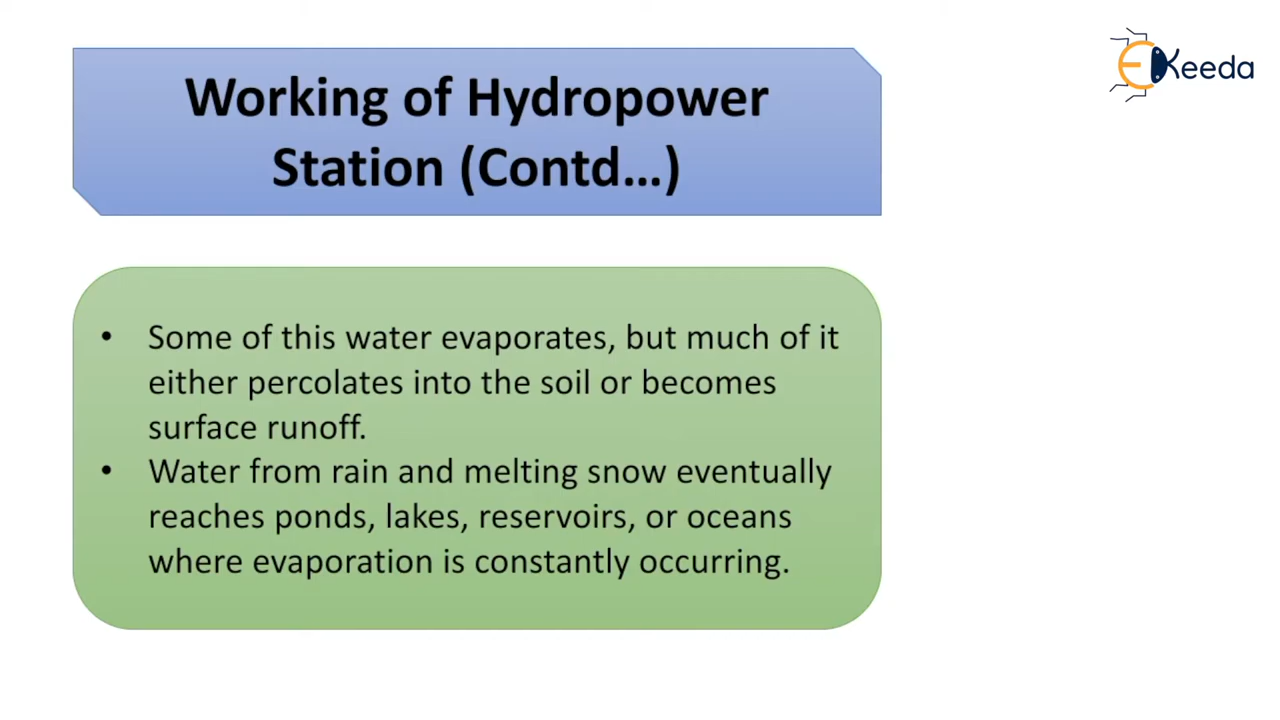 Working of Hydropower
Station (Contd...)
EKeeda
• Some of this water evaporates, but much of it
either percolates into the soil or becomes
surface runoff.
• Water from rain and melting snow eventually
reaches ponds, lakes, reservoirs, or oceans
where evaporation is constantly occurring.